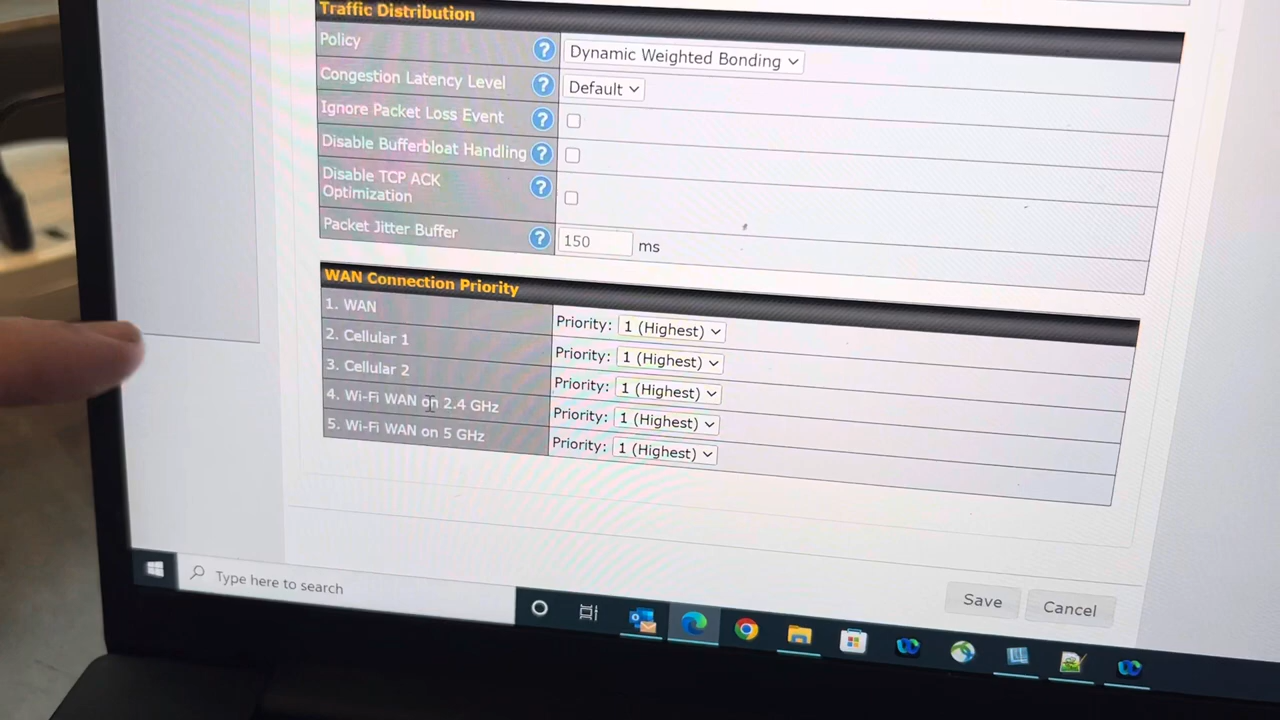 Traffic Distribution
Policy
Dynamic Weighted Bonding
Congestion Latency Level
Default
Ignore Packet Loss Event
Disable Bufferbloat Handling
Disable TCP ACK
Optimization
Packet Jitter Buffer
150 ms
WAN Connection Priority
1. WAN
Priority: 1 (Highest)
2. Cellular 1
Priority: 1 (Highest)
3. Cellular 2
Priority: 1 (Highest)
4. Wi-Fi WAN on 2.4 GHz
Priority: 1 (Highest)
5. Wi-Fi WAN on 5 GHz
Priority: 1 (Highest)
Save Cancel
Type here to search